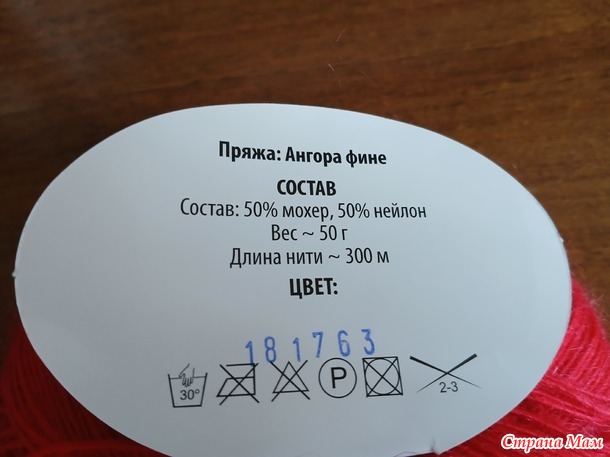 Пряжа: Ангора фине
СОСТАВ
Состав: 50% мохер, 50% нейлон
Вес ~ 50 г
Длина нити ~ 300 м
ЦВЕТ:
181763
30° P 2-3
Страна Мам